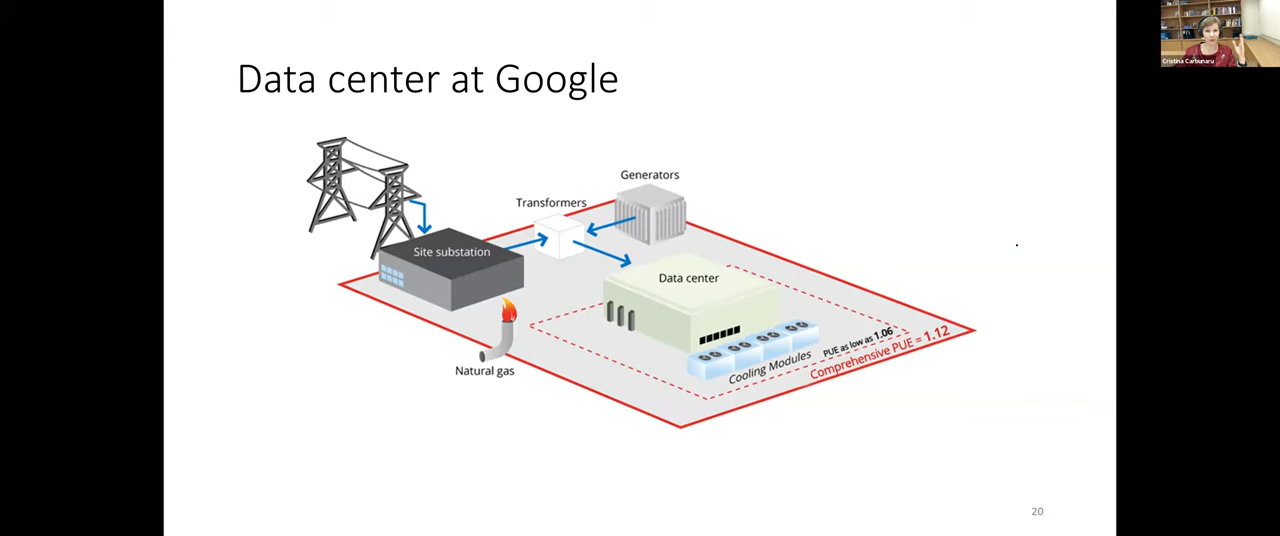 Cristina Carbunaru
Data center at Google
Generators
Transformers
Site substation
Data center
Natural gas
Cooling Modules
PUE as low as 1.06
Comprehensive PUE = 1.12
20